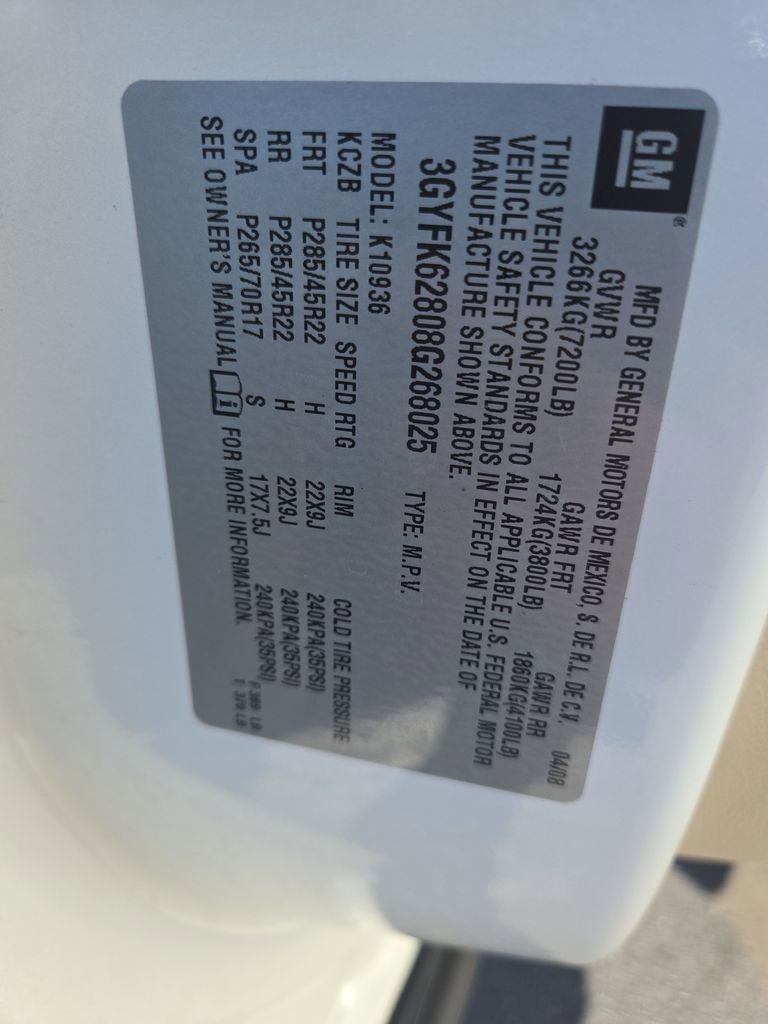 GM®
MFD BY GENERAL MOTORS DE MEXICO, S. DE R.L. DE C.V. 04/08
GVWR GAWR FRT GAWR RR
3266KG(7200LB) 1724KG(3800LB) 1860KG(4100LB)
THIS VEHICLE CONFORMS TO ALL APPLICABLE U.S. FEDERAL MOTOR
VEHICLE SAFETY STANDARDS IN EFFECT ON THE DATE OF
MANUFACTURE SHOWN ABOVE.
3GYFK62808G268025 TYPE: M.P.V.
MODEL: K10936
KCZB TIRE SIZE SPEED RTG RIM COLD TIRE PRESSURE
FRT P285/45R22 H 22X9J 240KPA(35PSI)
RR P285/45R22 H 22X9J 240KPA(35PSI)
SPA P265/70R17 S 17X7.5J 240KPA(35PSI)
SEE OWNER'S MANUAL i FOR MORE INFORMATION.